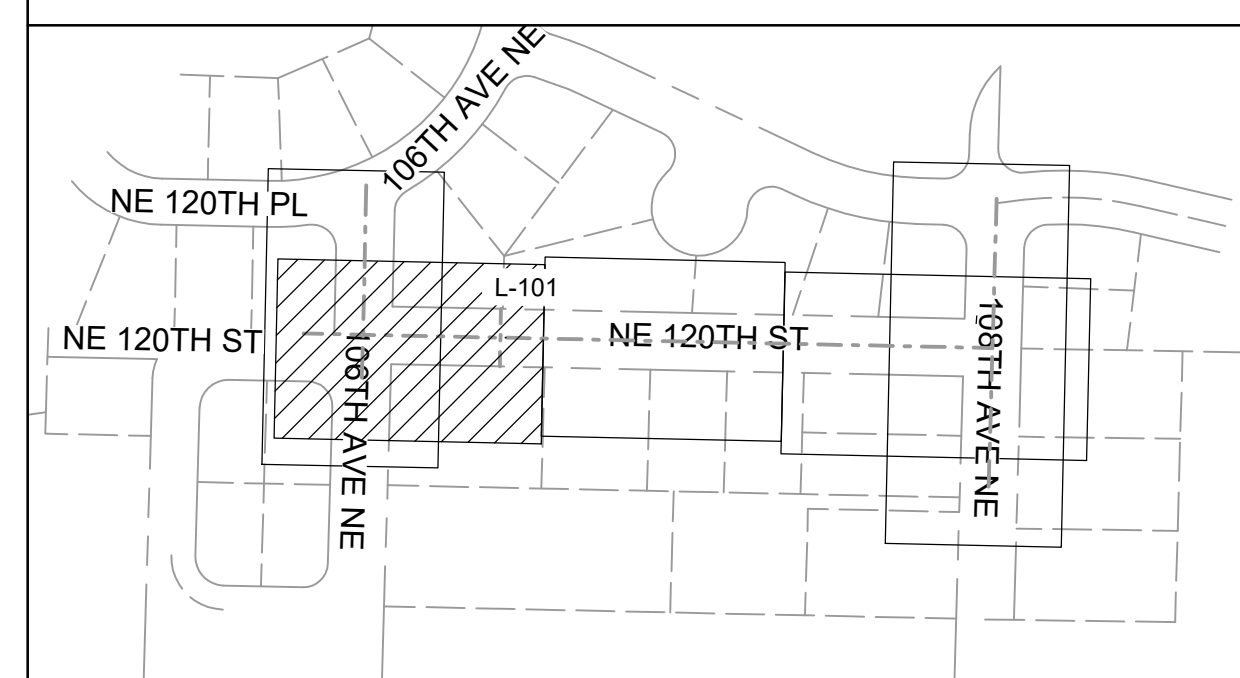 106TH AVE NE
NE 120TH PL
L-101
NE 120TH ST
NE 120TH ST
106TH AVE NE
108TH AVE NE